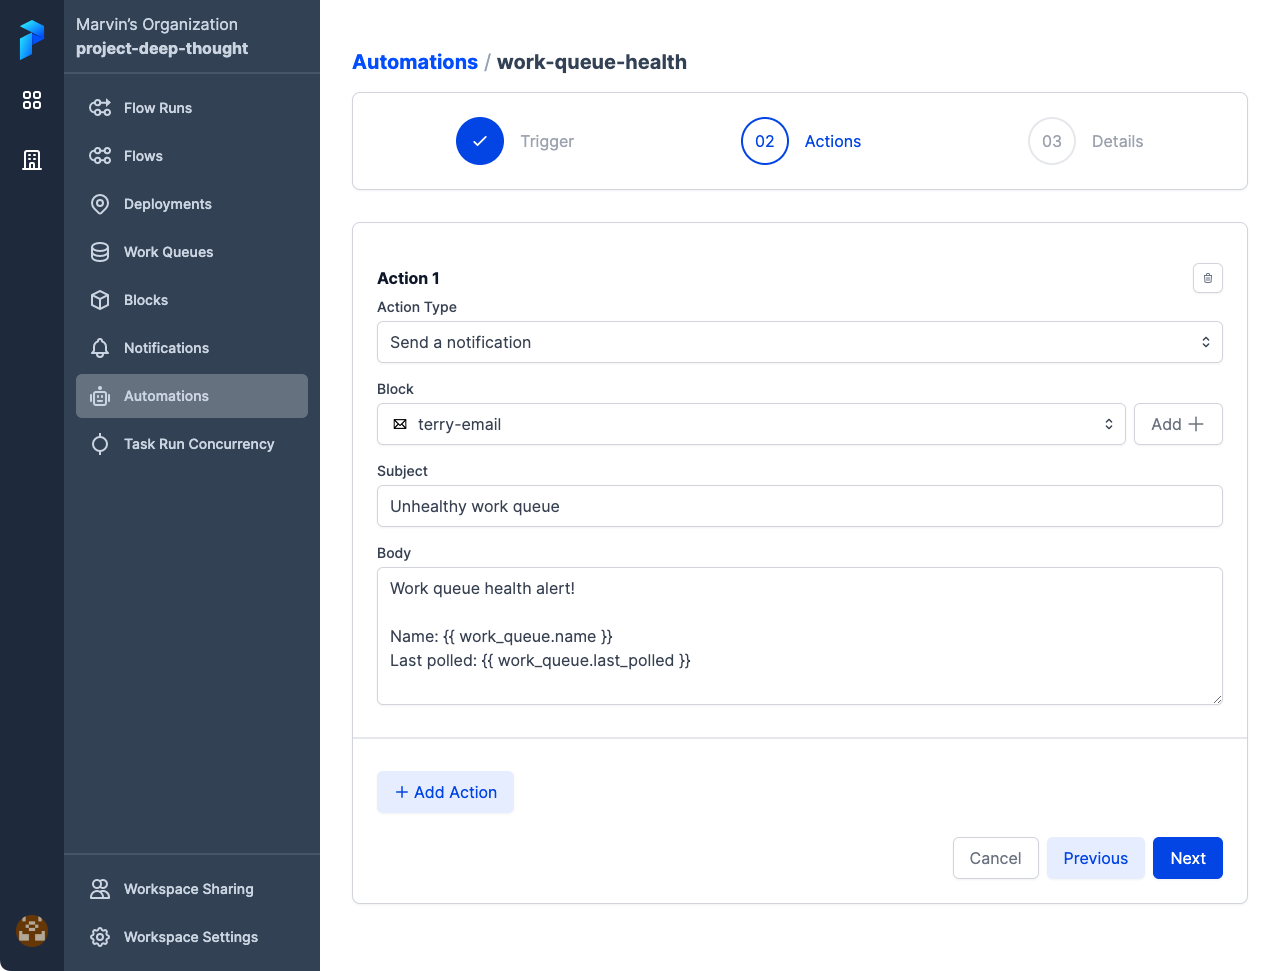 Marvin’s Organization
project-deep-thought
Flow Runs
Flows
Deployments
Work Queues
Blocks
Notifications
Automations
Task Run Concurrency
Workspace Sharing
Workspace Settings
Automations / work-queue-health
Trigger
02 Actions
03 Details
Action 1
Action Type
Send a notification
Block
terry-email
Add
Subject
Unhealthy work queue
Body
Work queue health alert!
Name: {{ work_queue.name }}
Last polled: {{ work_queue.last_polled }}
+ Add Action
Cancel Previous Next